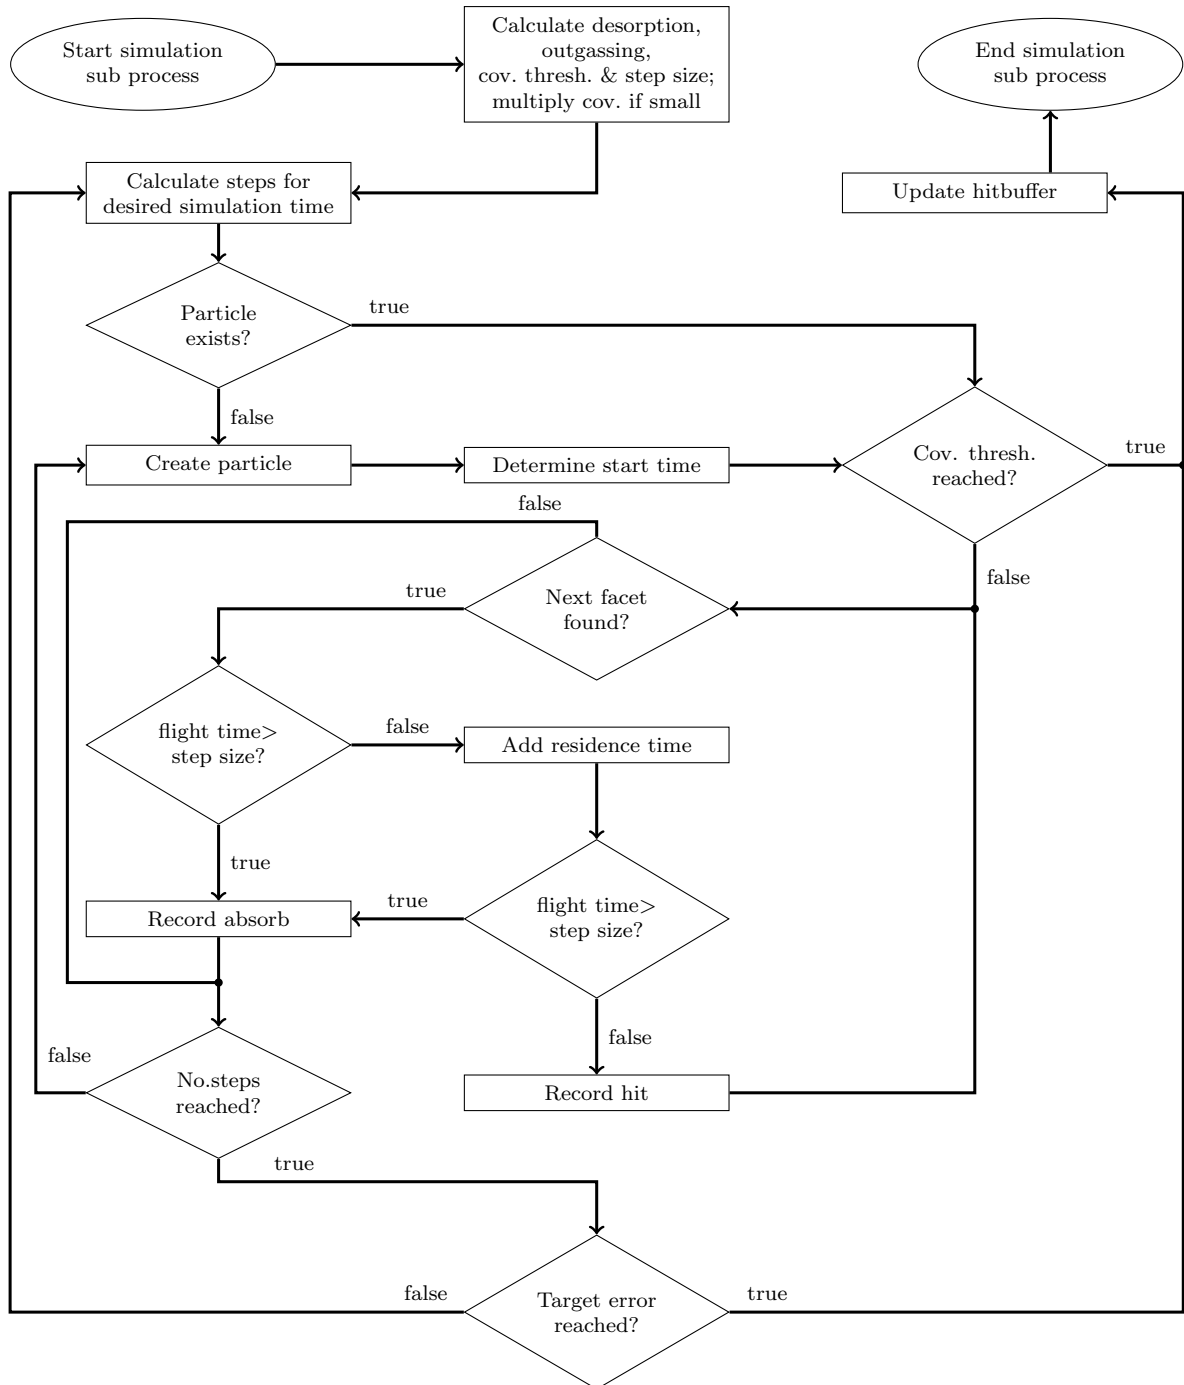 Start simulation
sub process
Calculate desorption,
outgassing,
cov. thresh. & step size;
multiply cov. if small
End simulation
sub process
Calculate steps for
desired simulation time
Update hitbuffer
Particle
exists?
true
false
Create particle
Determine start time
Cov. thresh.
reached?
true
false
false
Next facet
found?
true
flight time>
step size?
false
Add residence time
true
Record absorb
true
flight time>
step size?
false
false
No.steps
reached?
Record hit
true
false
Target error
reached?
true